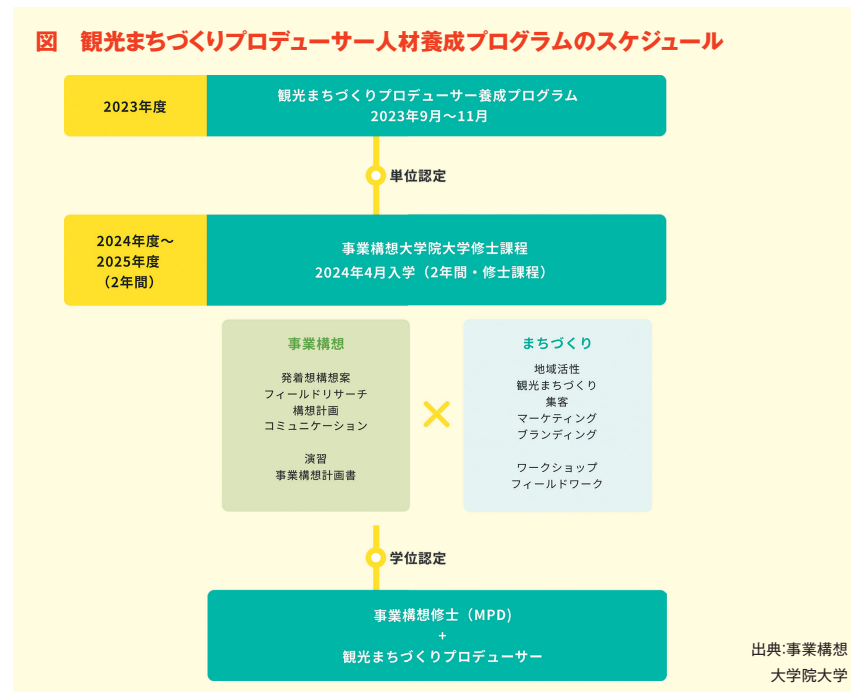 図 観光まちづくりプロデューサー人材養成プログラムのスケジュール
2023年度
観光まちづくりプロデューサー養成プログラム
2023年9月〜11月
単位認定
2024年度〜
2025年度
（2年間）
事業構想大学院大学修士課程
2024年4月入学（2年間・修士課程）
事業構想
発着想構想案
フィールドリサーチ
構想計画
コミュニケーション
演習
事業構想計画書
×
まちづくり
地域活性
観光まちづくり
集客
マーケティング
ブランディング
ワークショップ
フィールドワーク
学位認定
事業構想修士（MPD)
+
観光まちづくりプロデューサー
出典:事業構想
大学院大学